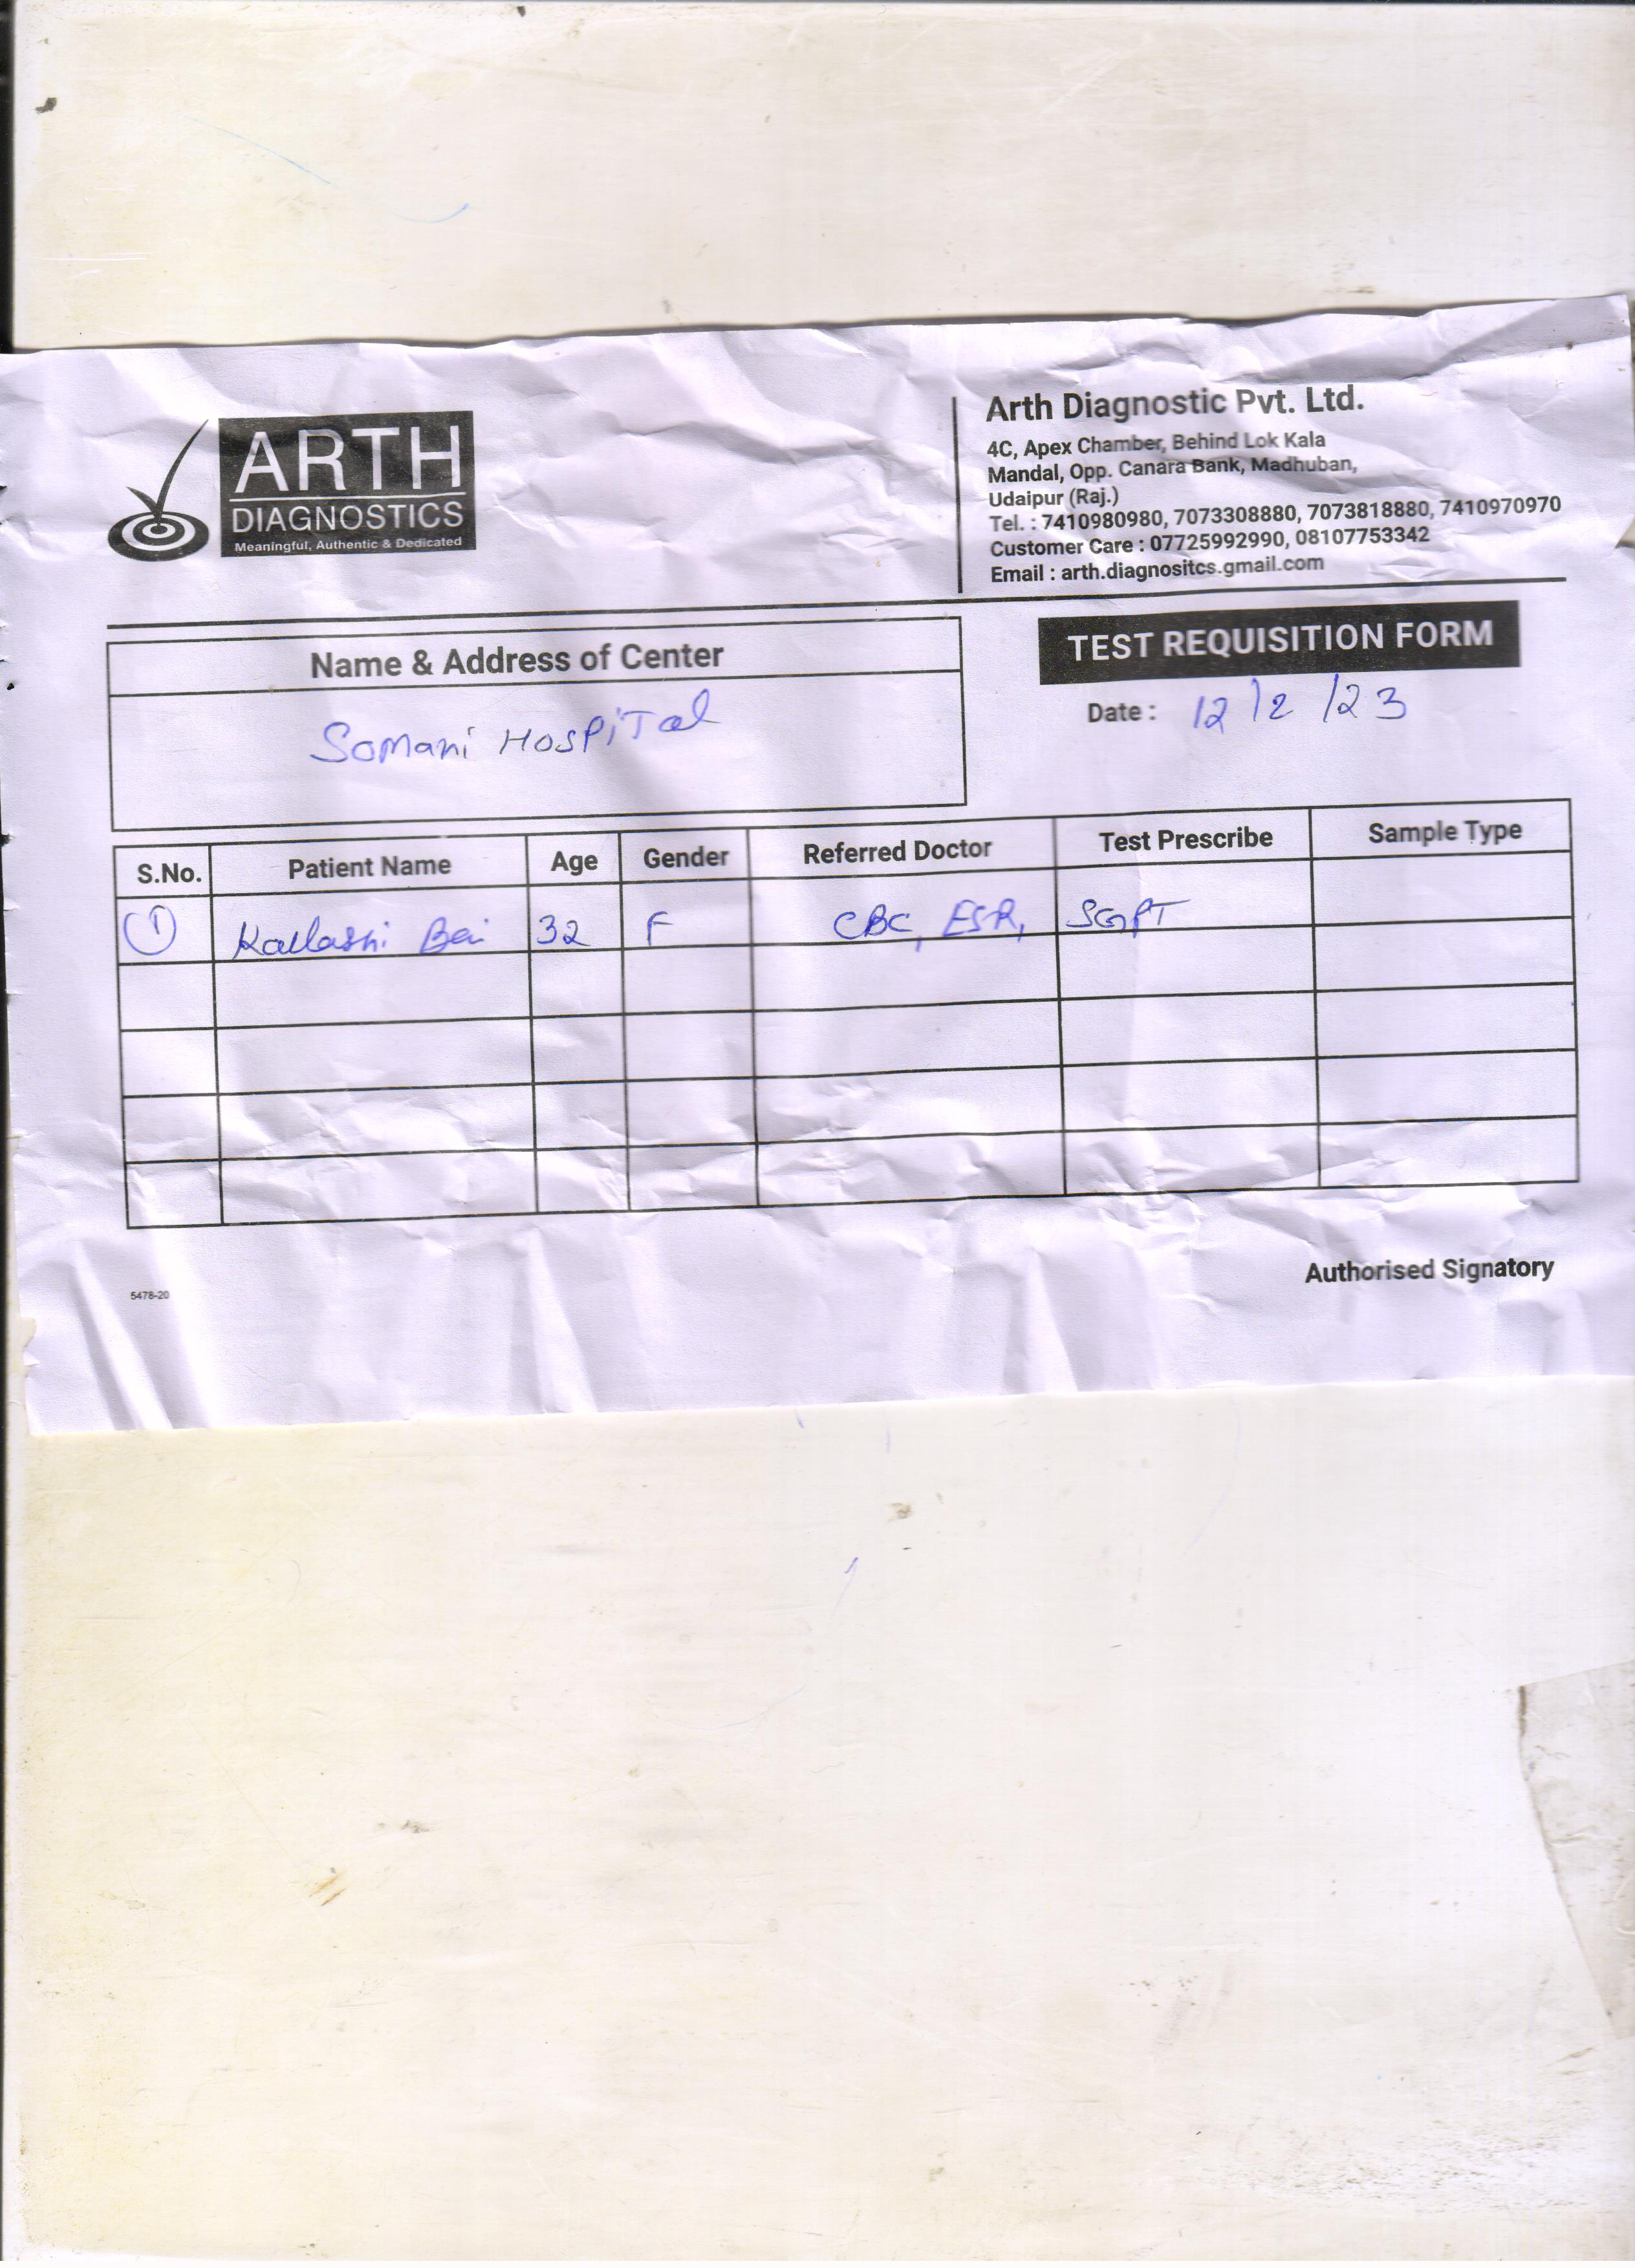 ARTH
DIAGNOSTICS
Meaningful, Authentic & Dedicated
Arth Diagnostic Pvt. Ltd.
4C, Apex Chamber, Behind Lok Kala
Mandal, Opp. Canara Bank, Madhuban,
Udaipur (Raj.)
Tel. : 7410980980, 7073308880, 7073818880, 7410970970
Customer Care : 07725992990, 08107753342
Email : arth.diagnositcs.gmail.com
Name & Address of Center
Somani Hospital
TEST REQUISITION FORM
Date : 12/2/23
S.No. Patient Name Age Gender Referred Doctor Test Prescribe Sample Type
1 Kailashi Bai 32 F CBC, ESR, SGPT
Authorised Signatory
5478-20